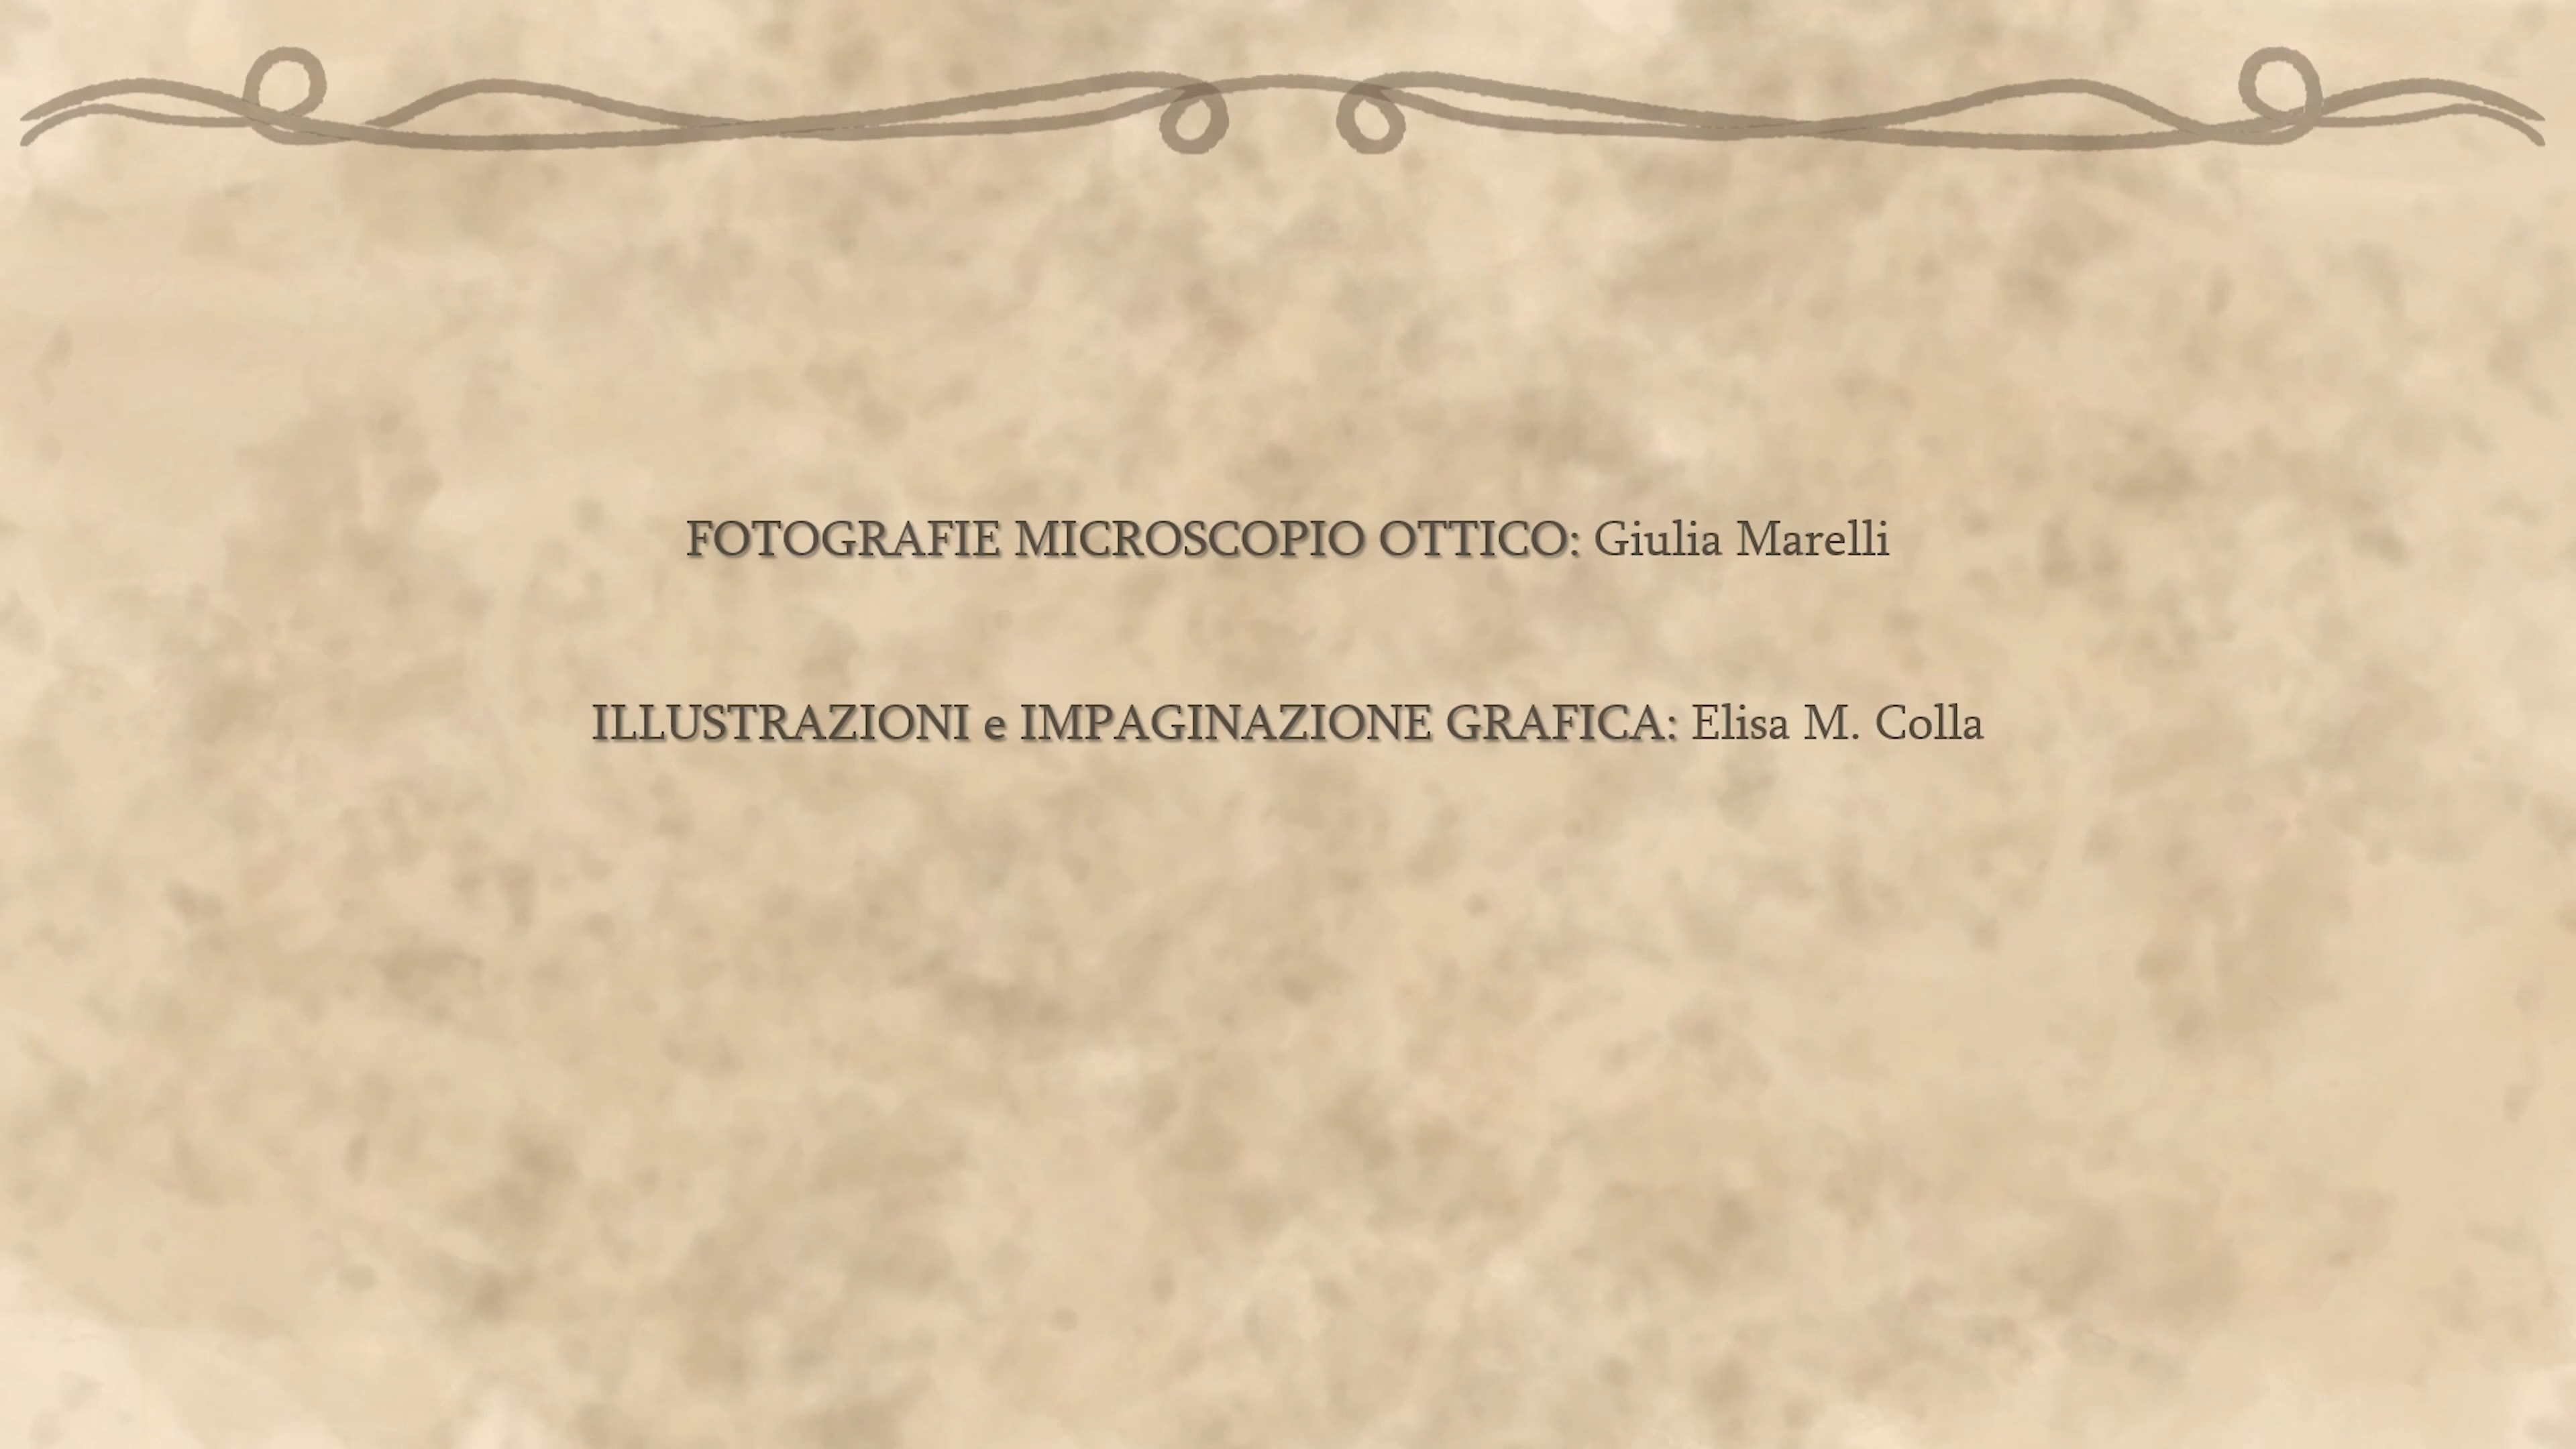 FOTOGRAFIE MICROSCOPIO OTTICO: Giulia Marelli
ILLUSTRAZIONI e IMPAGINAZIONE GRAFICA: Elisa M. Colla